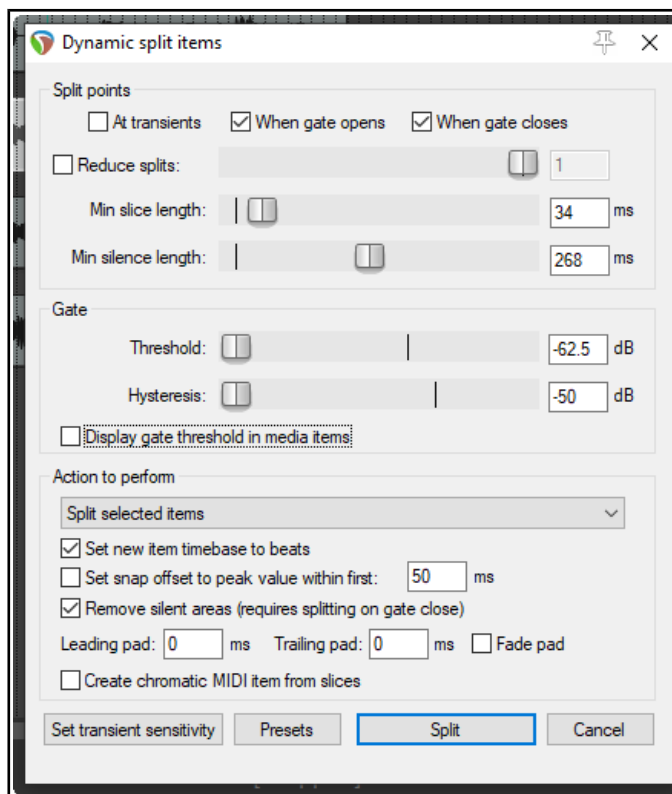 Dynamic split items
Split points
At transients When gate opens When gate closes
Reduce splits: 1
Min slice length: 34 ms
Min silence length: 268 ms
Gate
Threshold: -62.5 dB
Hysteresis: -50 dB
Display gate threshold in media items
Action to perform
Split selected items
Set new item timebase to beats
Set snap offset to peak value within first: 50 ms
Remove silent areas (requires splitting on gate close)
Leading pad: 0 ms Trailing pad: 0 ms Fade pad
Create chromatic MIDI item from slices
Set transient sensitivity Presets Split Cancel